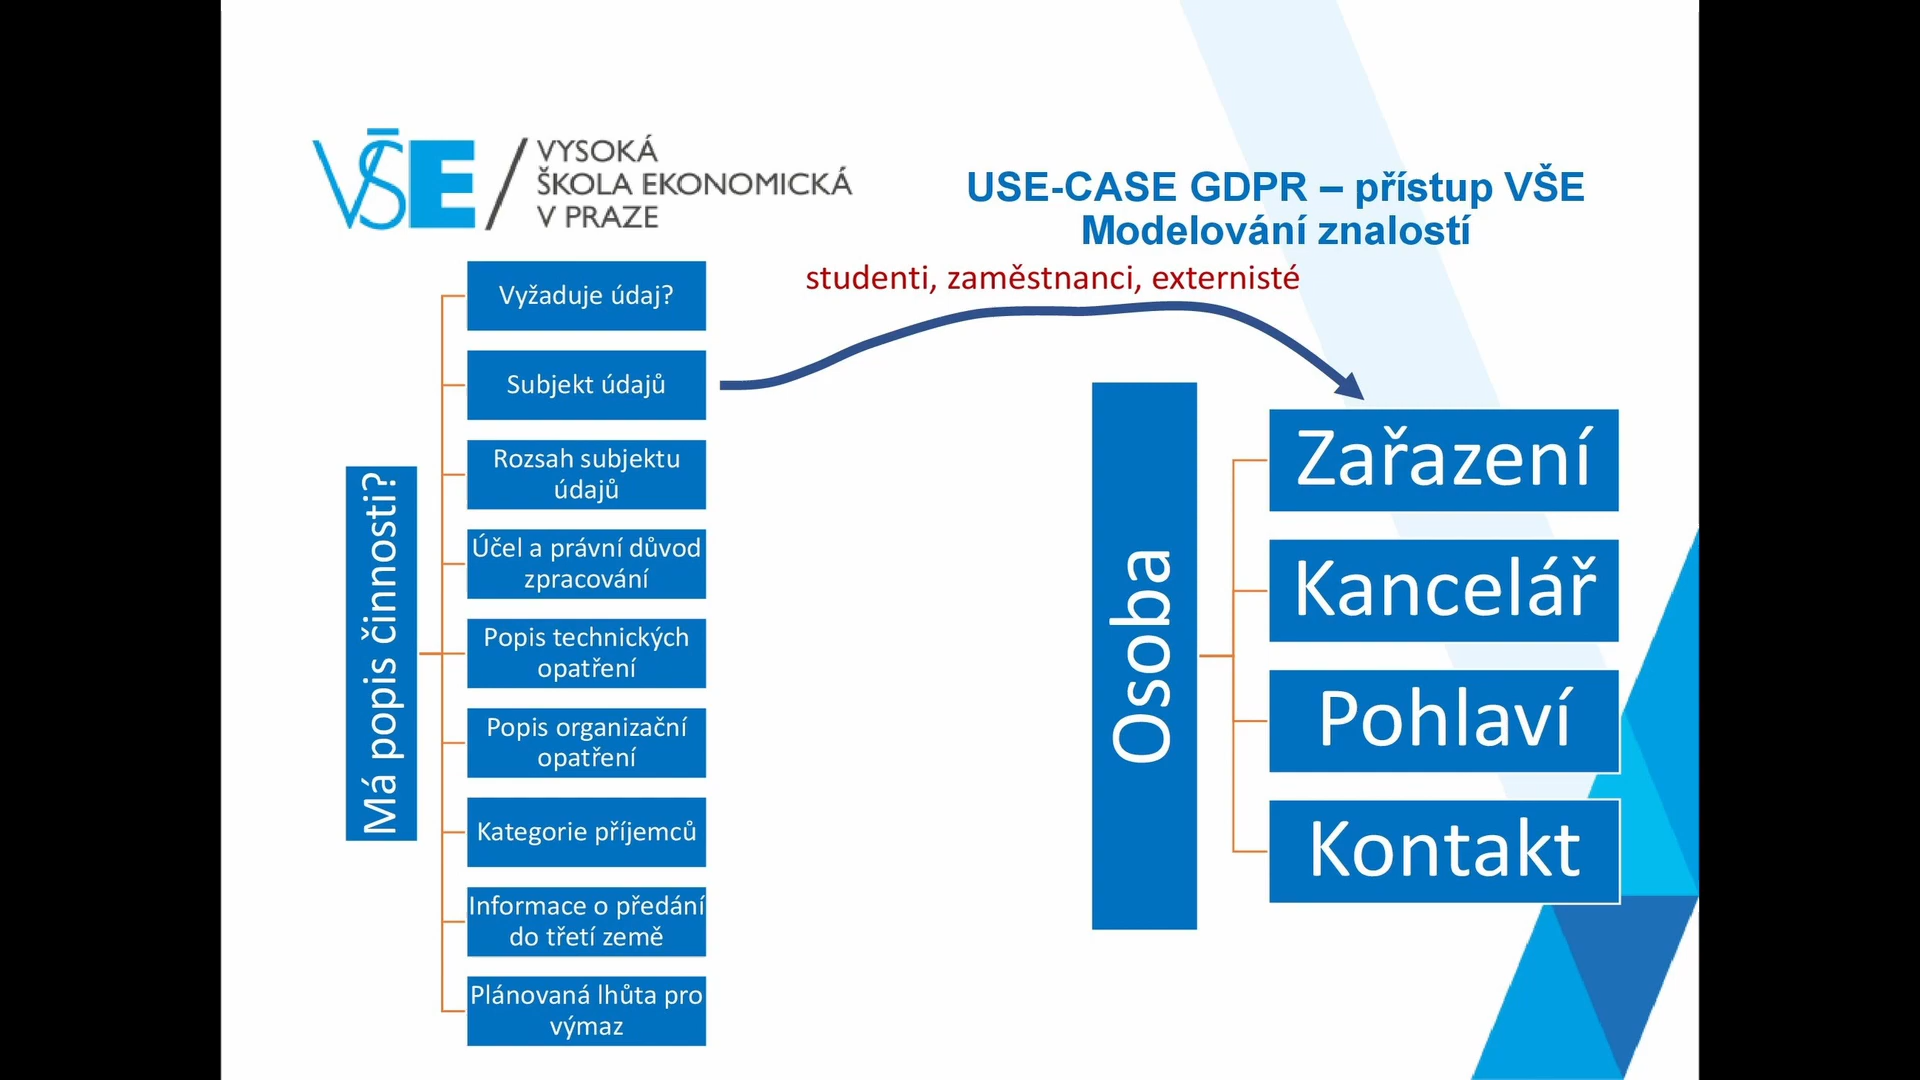 VŠE / VYSOKÁ
ŠKOLA EKONOMICKÁ
V PRAZE
USE-CASE GDPR – přístup VŠE
Modelování znalostí
studenti, zaměstnanci, externisté
Má popis činnosti?
Vyžaduje údaj?
Subjekt údajů
Rozsah subjektu
údajů
Účel a právní důvod
zpracování
Popis technických
opatření
Popis organizační
opatření
Kategorie příjemců
Informace o předání
do třetí země
Plánovaná lhůta pro
výmaz
Osoba
Zařazení
Kancelář
Pohlaví
Kontakt